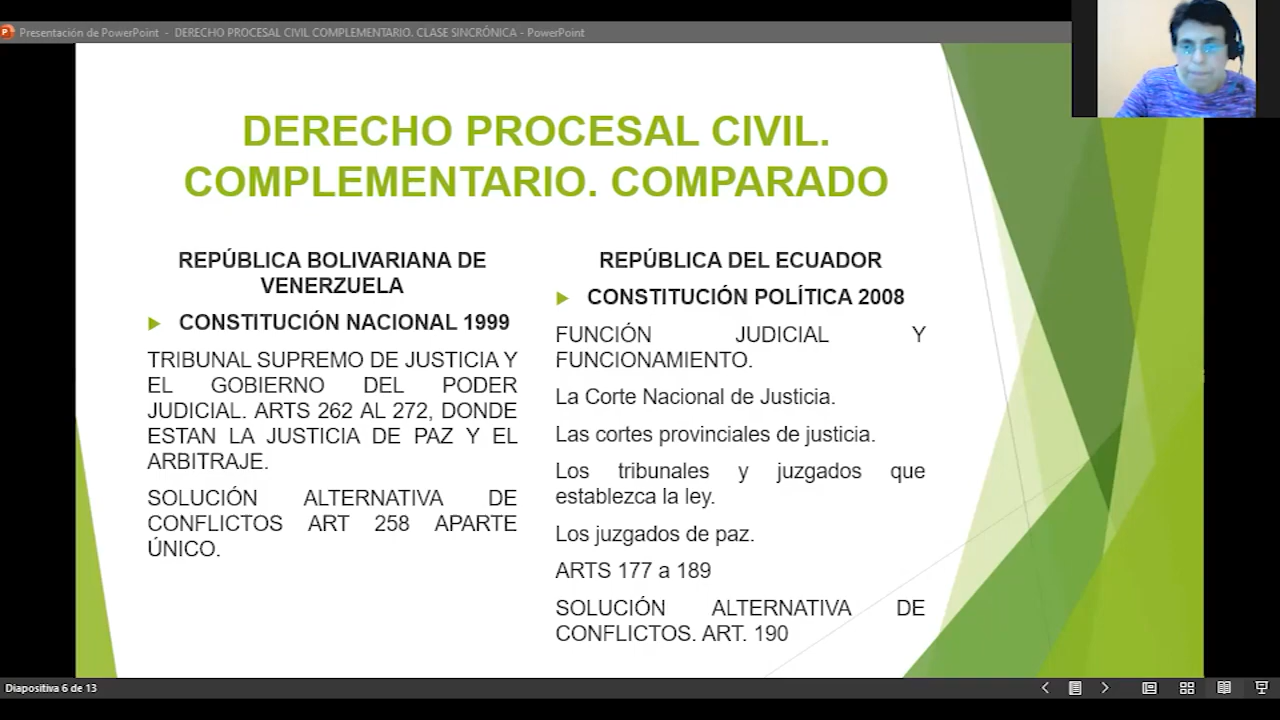 Presentación de PowerPoint - DERECHO PROCESAL CIVIL COMPLEMENTARIO. CLASE SINCRÓNICA - PowerPoint
DERECHO PROCESAL CIVIL.
COMPLEMENTARIO. COMPARADO
REPÚBLICA BOLIVARIANA DE
VENERZUELA
CONSTITUCIÓN NACIONAL 1999
TRIBUNAL SUPREMO DE JUSTICIA Y
EL GOBIERNO DEL PODER
JUDICIAL. ARTS 262 AL 272, DONDE
ESTAN LA JUSTICIA DE PAZ Y EL
ARBITRAJE.
SOLUCIÓN ALTERNATIVA DE
CONFLICTOS ART 258 APARTE
ÚNICO.
REPÚBLICA DEL ECUADOR
CONSTITUCIÓN POLÍTICA 2008
FUNCIÓN JUDICIAL Y
FUNCIONAMIENTO.
La Corte Nacional de Justicia.
Las cortes provinciales de justicia.
Los tribunales y juzgados que
establezca la ley.
Los juzgados de paz.
ARTS 177 a 189
SOLUCIÓN ALTERNATIVA DE
CONFLICTOS. ART. 190
Diapositiva 6 de 13